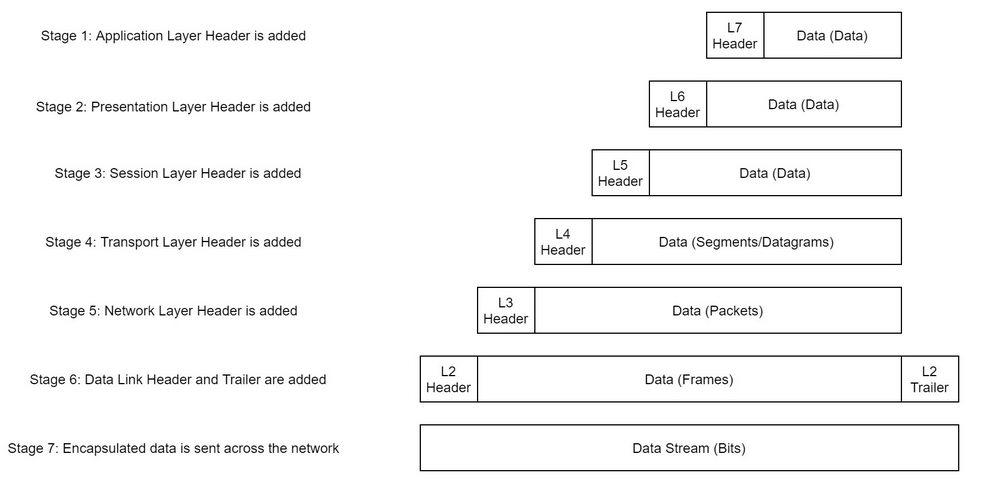 Stage 1: Application Layer Header is added
L7
Header
Data (Data)
Stage 2: Presentation Layer Header is added
L6
Header
Data (Data)
Stage 3: Session Layer Header is added
L5
Header
Data (Data)
Stage 4: Transport Layer Header is added
L4
Header
Data (Segments/Datagrams)
Stage 5: Network Layer Header is added
L3
Header
Data (Packets)
Stage 6: Data Link Header and Trailer are added
L2
Header
Data (Frames)
L2
Trailer
Stage 7: Encapsulated data is sent across the network
Data Stream (Bits)